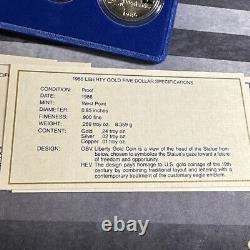 1986
1986 LIBERTY GOLD FIVE DOLLAR SPECIFICATIONS
CONDITION: Proof
DATE: 1986
MINT: West Point
DIAMETER: 0.85 inches
FINENESS: .900 fine
WEIGHT: .269 troy oz. 8.359 g
CONTENT: Gold .24 troy oz.
Silver .02 troy oz.
Copper .01 troy oz.
DESIGN: OBV. Liberty Gold Coin is a view of the head of the Statue from below, chosen to symbolize the Statue's gaze toward a future of freedom and opportunity.
REV. The design pays homage to U.S. gold coinage of the 19th century by combining traditional layout and lettering with a contemporary treatment of the customary eagle emblem.